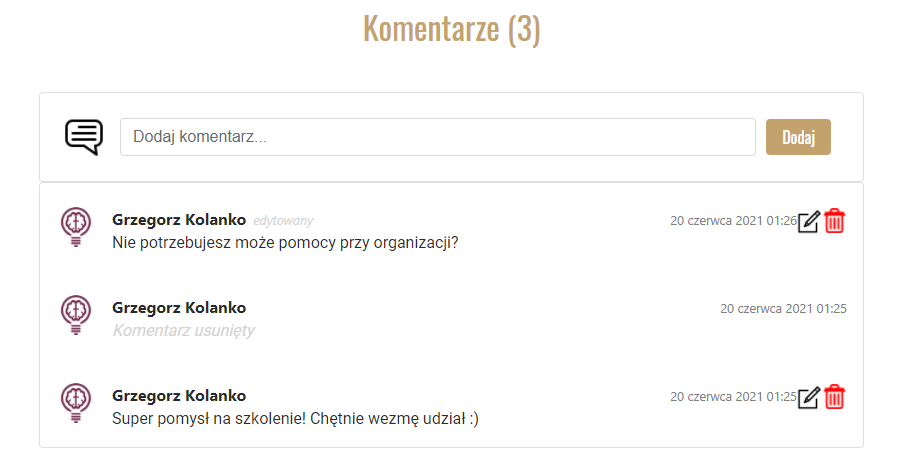 Komentarze (3)
Dodaj komentarz...
Dodaj
Grzegorz Kolanko edytowany 20 czerwca 2021 01:26
Nie potrzebujesz może pomocy przy organizacji?
Grzegorz Kolanko 20 czerwca 2021 01:25
Komentarz usunięty
Grzegorz Kolanko 20 czerwca 2021 01:25
Super pomysł na szkolenie! Chętnie wezmę udział :)